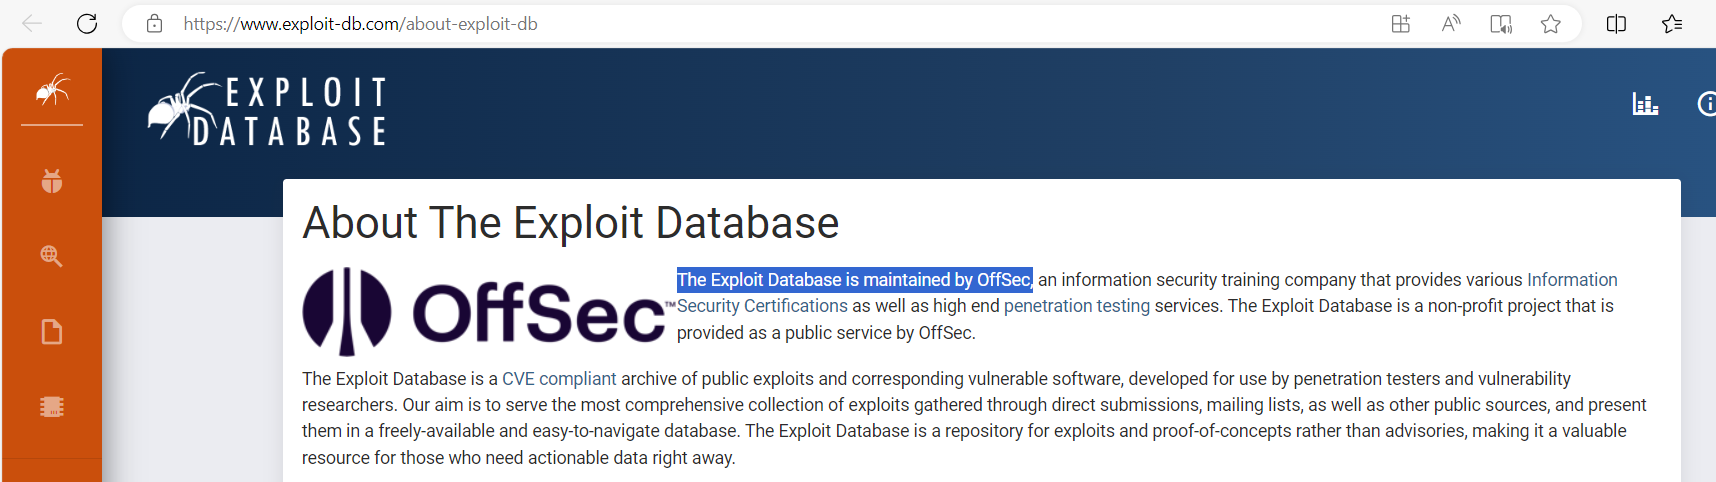 https://www.exploit-db.com/about-exploit-db
EXPLOIT
DATABASE
About The Exploit Database
OffSec™
The Exploit Database is maintained by OffSec, an information security training company that provides various Information
Security Certifications as well as high end penetration testing services. The Exploit Database is a non-profit project that is
provided as a public service by OffSec.
The Exploit Database is a CVE compliant archive of public exploits and corresponding vulnerable software, developed for use by penetration testers and vulnerability
researchers. Our aim is to serve the most comprehensive collection of exploits gathered through direct submissions, mailing lists, as well as other public sources, and present
them in a freely-available and easy-to-navigate database. The Exploit Database is a repository for exploits and proof-of-concepts rather than advisories, making it a valuable
resource for those who need actionable data right away.